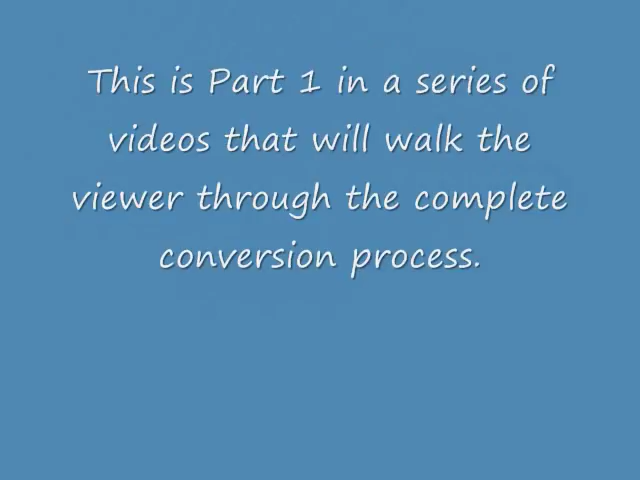 This is Part 1 in a series of
videos that will walk the
viewer through the complete
conversion process.